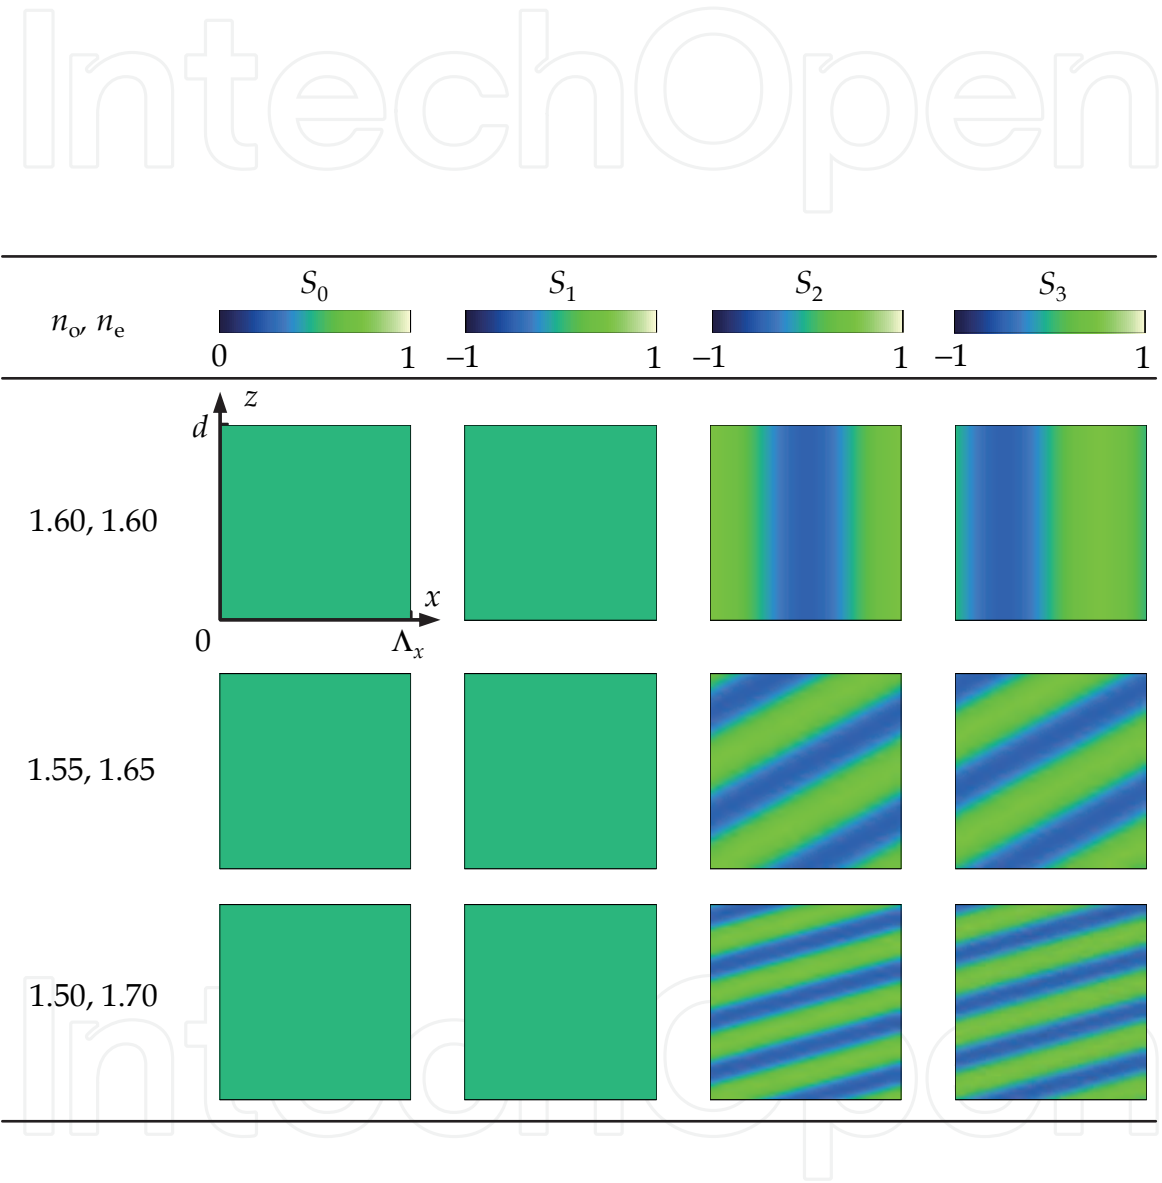 IntechOpen
S0 S1 S2 S3
no, ne
0 1 −1 1 −1 1 −1 1
z
d
1.60, 1.60
x
0 Λx
1.55, 1.65
1.50, 1.70
IntechOpen